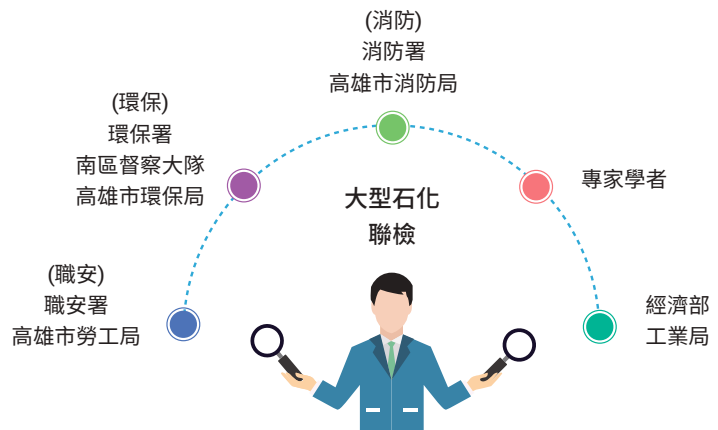 (消防)
消防署
高雄市消防局
(環保)
環保署
南區督察大隊
高雄市環保局
專家學者
大型石化
聯檢
(職安)
職安署
高雄市勞工局
經濟部
工業局